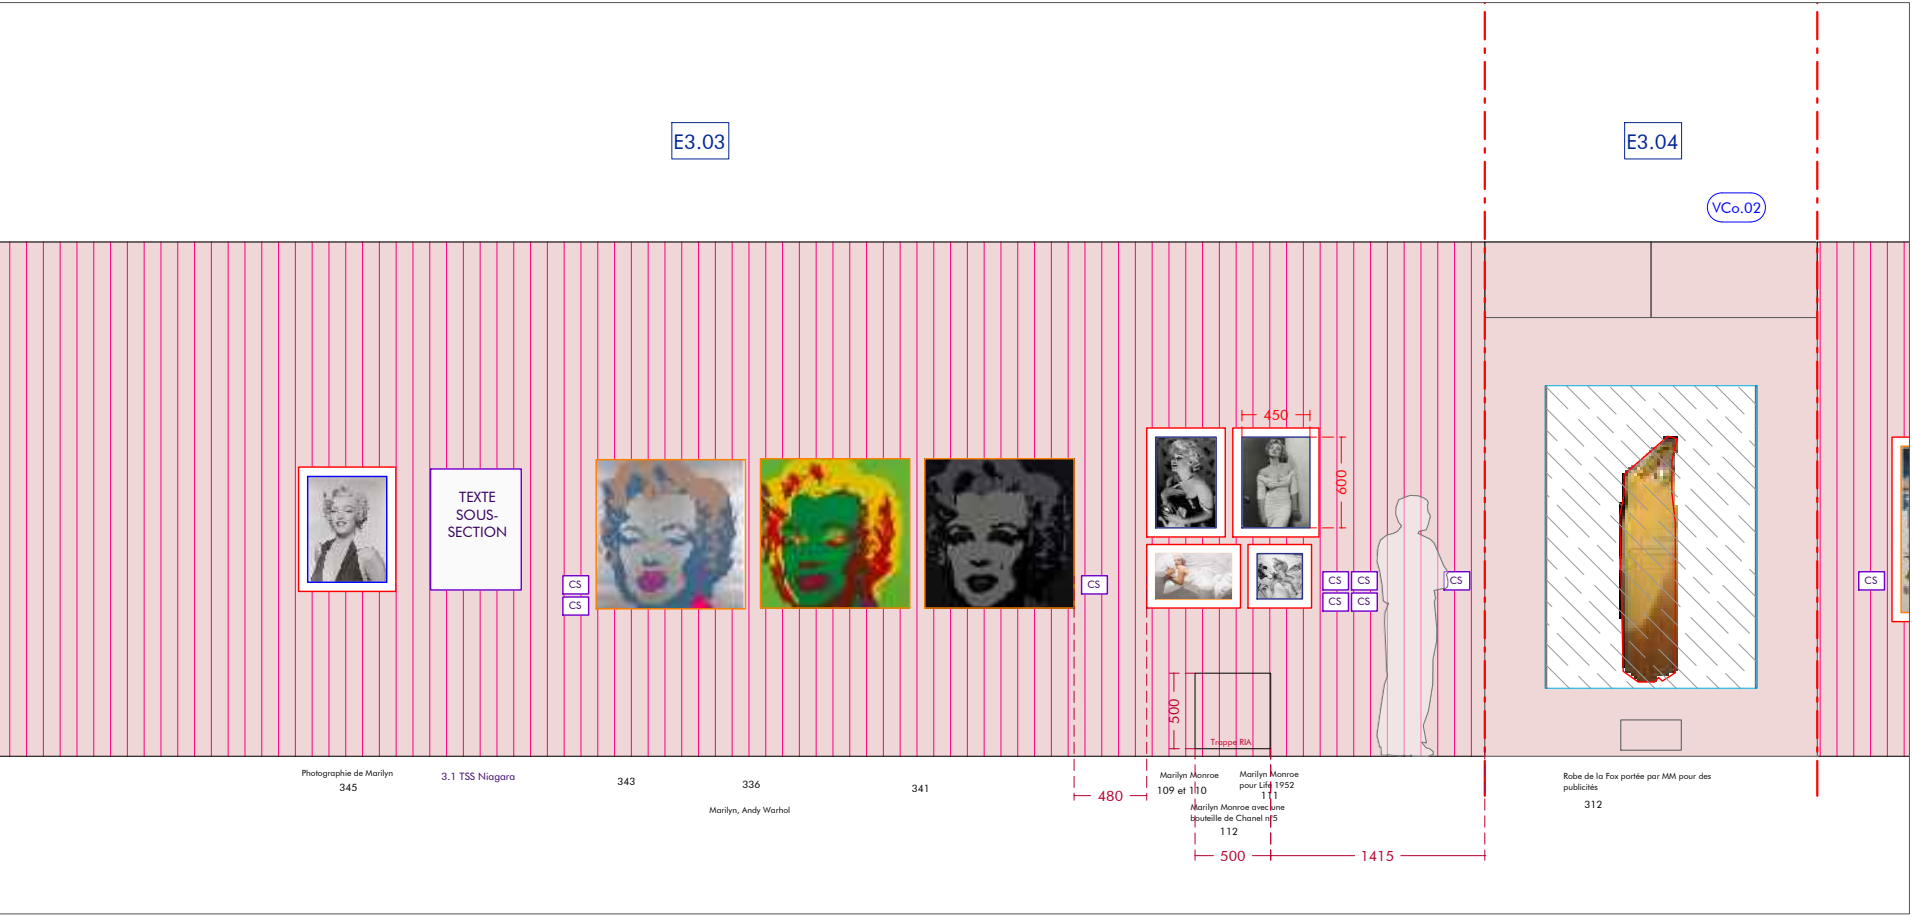 E3.03
E3.04
VCo.02
450
600
TEXTE
SOUS-
SECTION
CS
CS
CS
CS
CS
CS
CS
CS
CS
500
Trappe RIA
Photographie de Marilyn
345
3.1 TSS Niagara
343
336
341
Marilyn, Andy Warhol
480
Marilyn Monroe
109 et 110
Marilyn Monroe
pour Life 1952
111
Marilyn Monroe avec une
bouteille de Chanel n°5
112
500
1415
Robe de la Fox portée par MM pour des
publicités
312